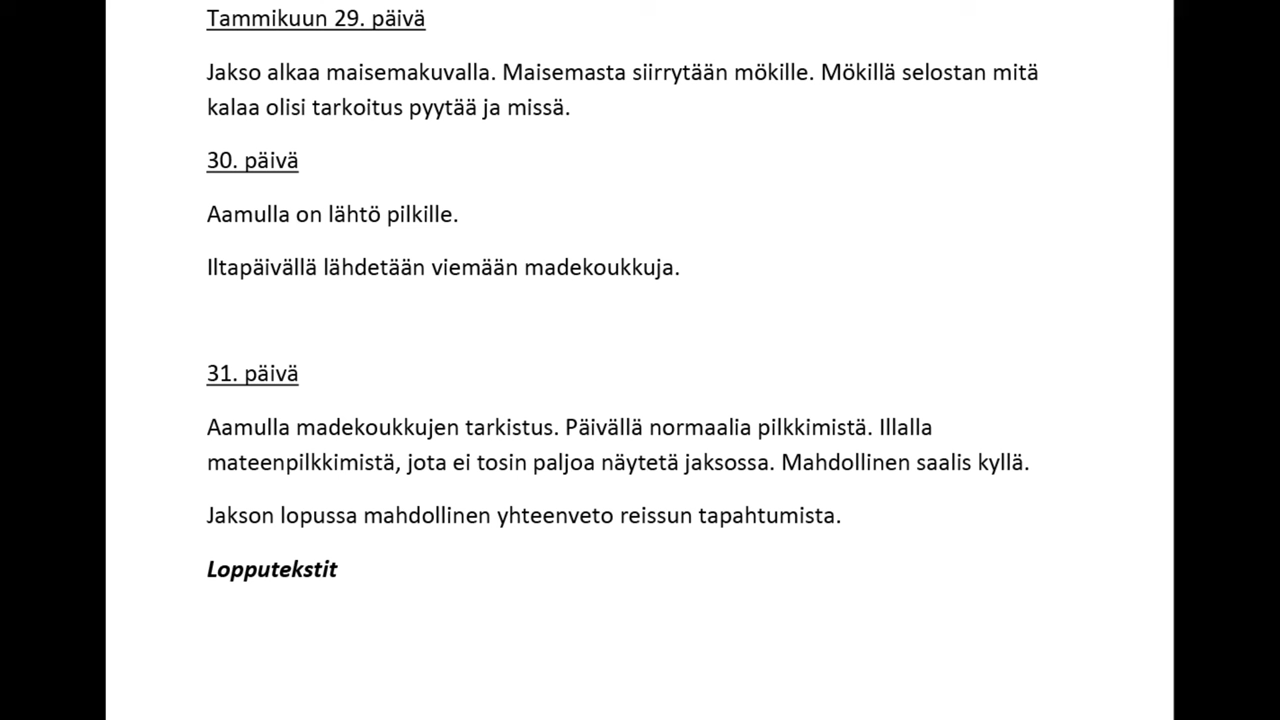 Tammikuun 29. päivä
Jakso alkaa maisemakuvalla. Maisemasta siirrytään mökille. Mökillä selostan mitä
kalaa olisi tarkoitus pyytää ja missä.
30. päivä
Aamulla on lähtö pilkille.
Iltapäivällä lähdetään viemään madekoukkuja.
31. päivä
Aamulla madekoukkujen tarkistus. Päivällä normaalia pilkkimistä. Illalla
mateenpilkkimistä, jota ei tosin paljoa näytetä jaksossa. Mahdollinen saalis kyllä.
Jakson lopussa mahdollinen yhteenveto reissun tapahtumista.
Lopputekstit